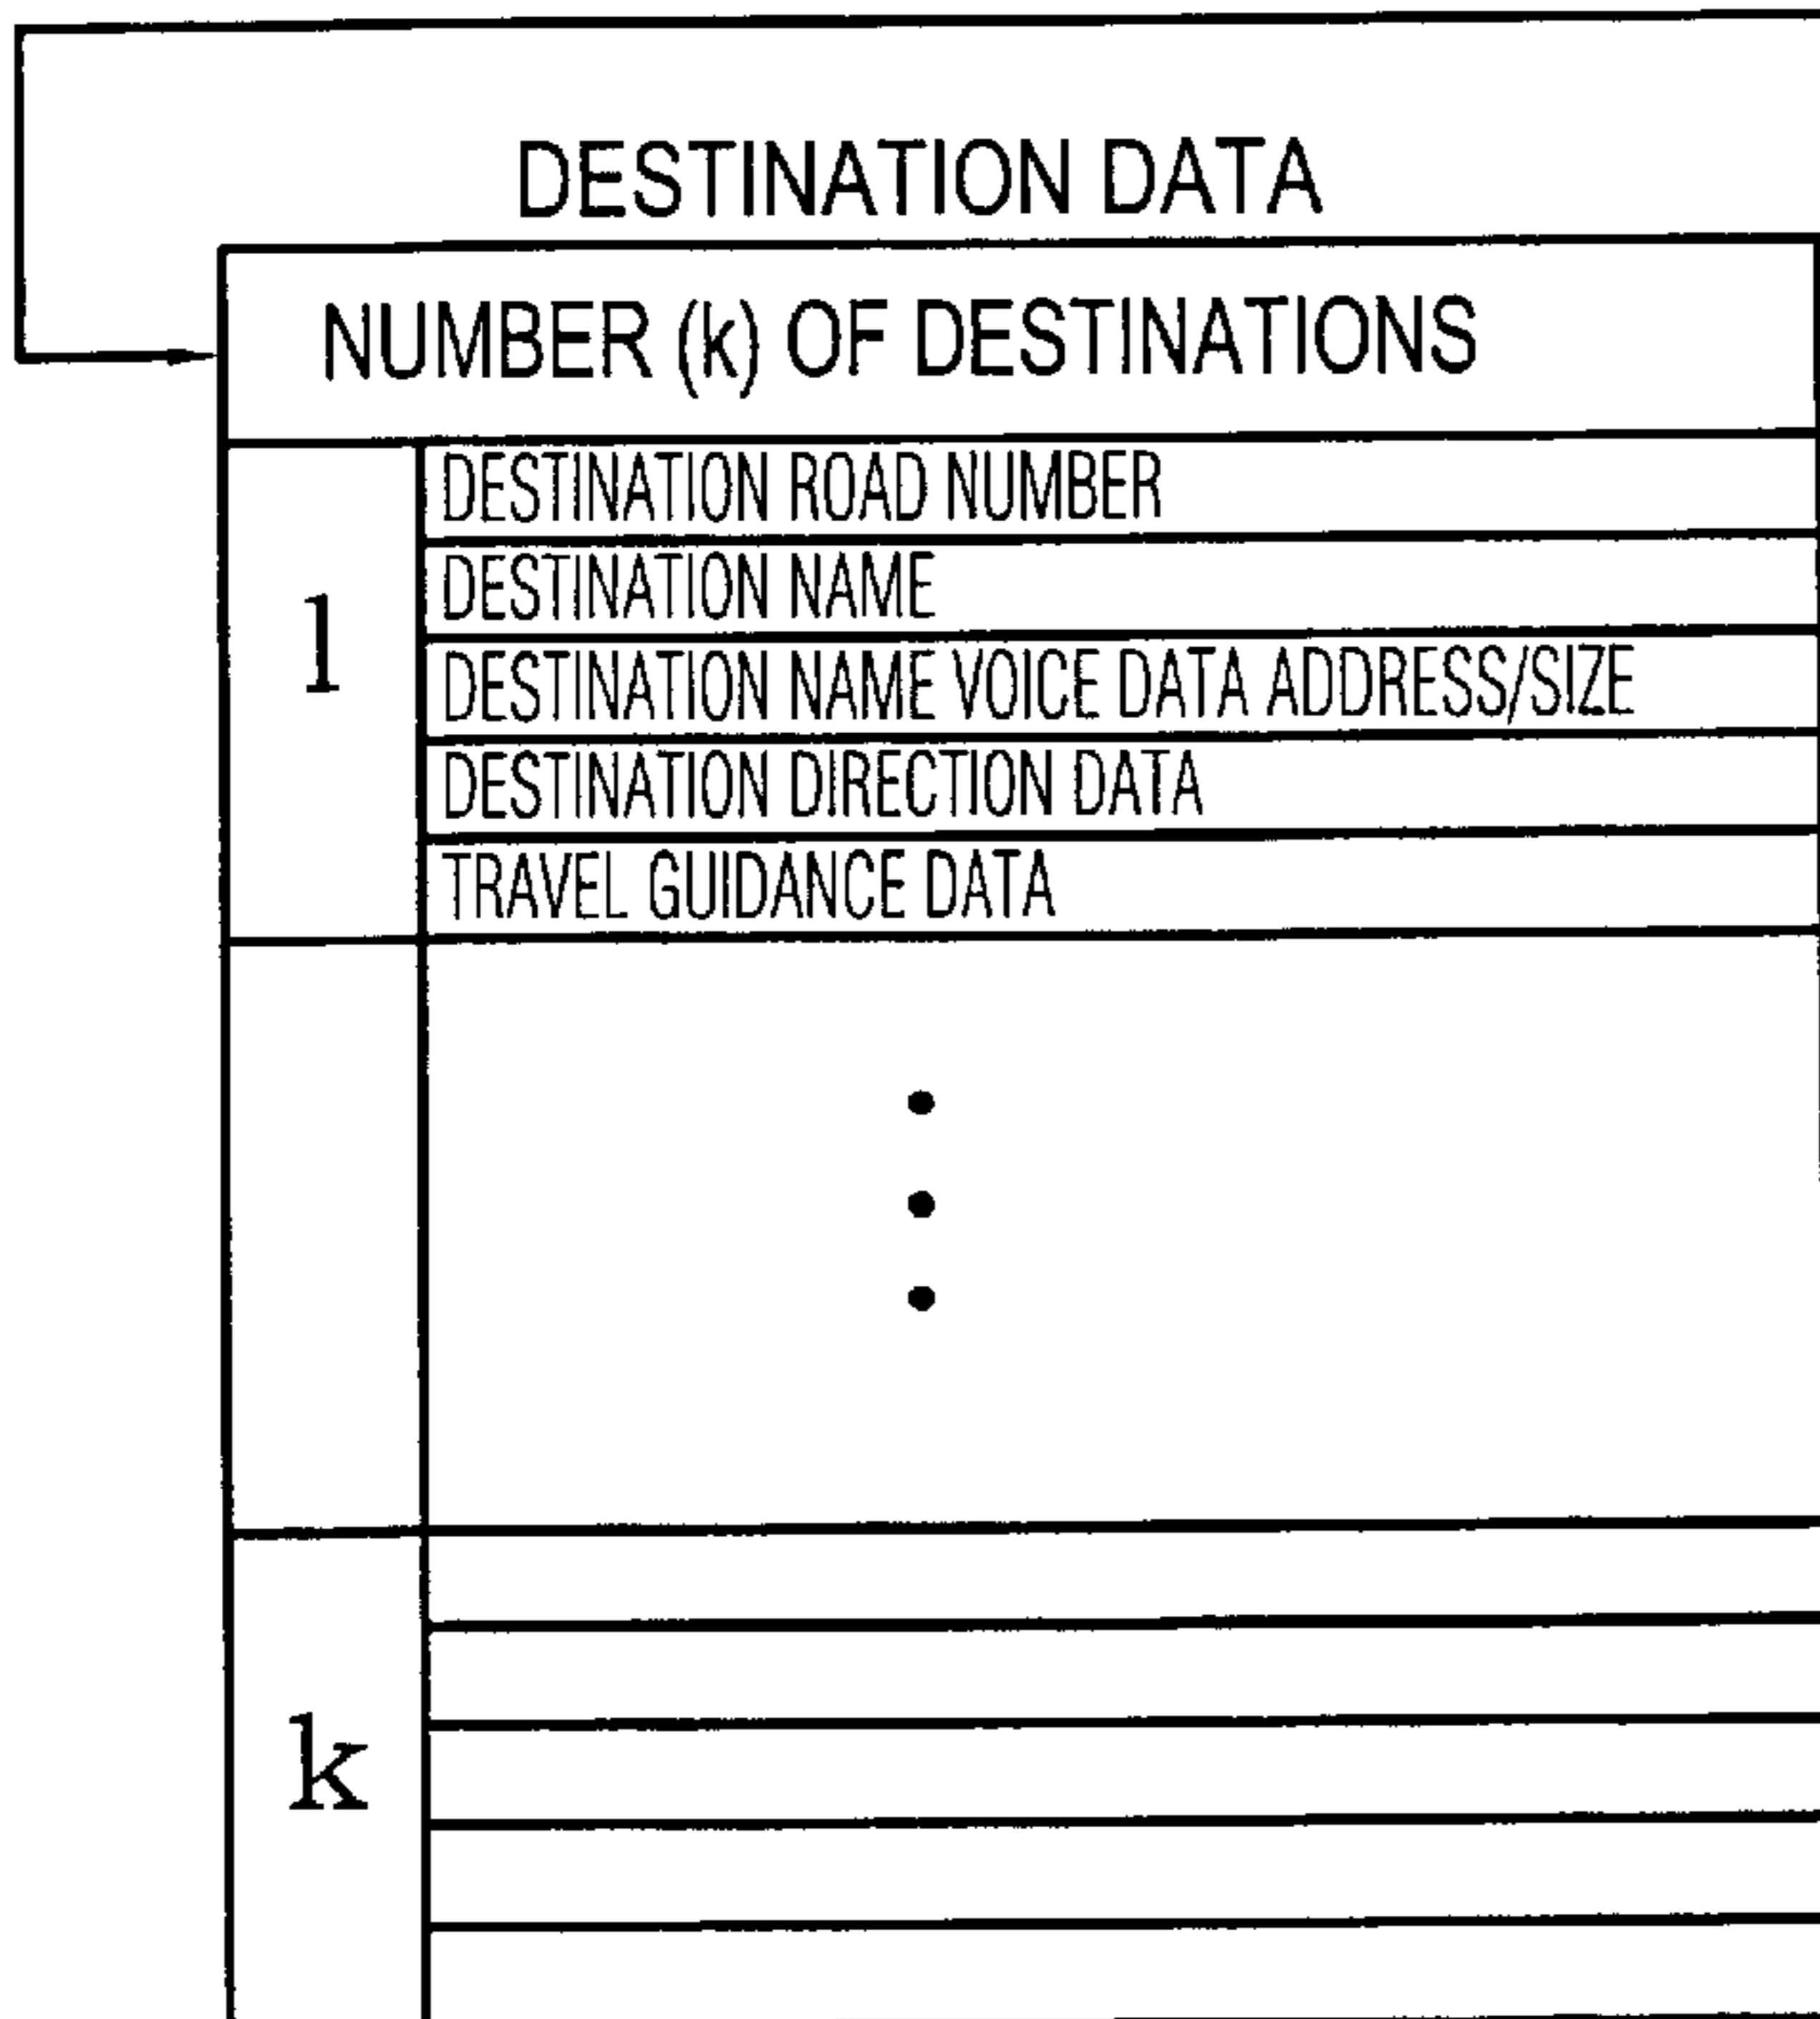 DESTINATION DATA
NUMBER (k) OF DESTINATIONS
1
DESTINATION ROAD NUMBER
DESTINATION NAME
DESTINATION NAME VOICE DATA ADDRESS/SIZE
DESTINATION DIRECTION DATA
TRAVEL GUIDANCE DATA
k